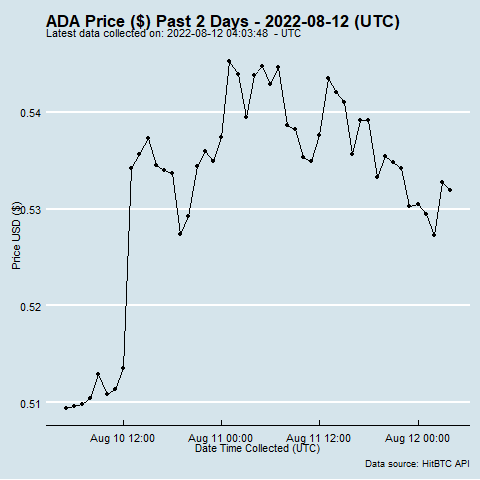 ADA Price ($) Past 2 Days - 2022-08-12 (UTC)
Latest data collected on: 2022-08-12 04:03:48 - UTC
0.54
0.53
0.52
0.51
Price USD ($)
Aug 10 12:00
Aug 11 00:00
Aug 11 12:00
Aug 12 00:00
Date Time Collected (UTC)
Data source: HitBTC API